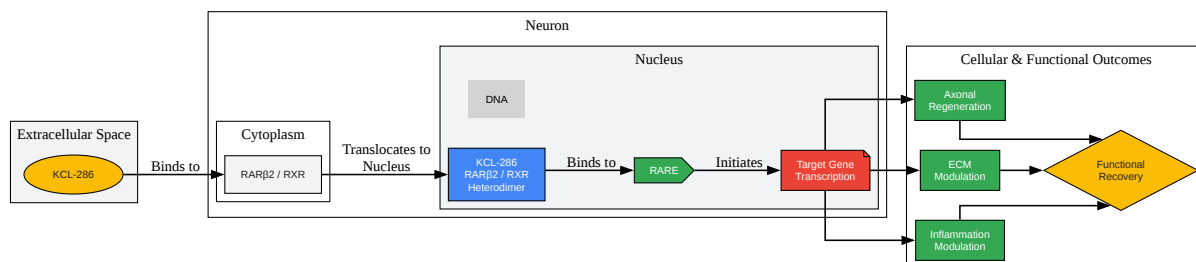 Neuron
Nucleus
Cellular & Functional Outcomes
DNA
Axonal
Regeneration
Extracellular Space
Cytoplasm
KCL-286
Binds to
RARβ2 / RXR
Translocates to
Nucleus
KCL-286
RARβ2 / RXR
Heterodimer
Binds to
RARE
Initiates
Target Gene
Transcription
ECM
Modulation
Functional
Recovery
Inflammation
Modulation